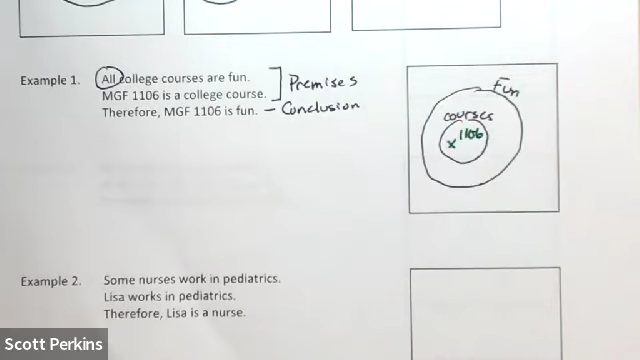 Example 1. All college courses are fun.
MGF 1106 is a college course.
Therefore, MGF 1106 is fun. — Conclusion
Premises
Fun
courses
x 1106
Example 2. Some nurses work in pediatrics.
Lisa works in pediatrics.
Therefore, Lisa is a nurse.
Scott Perkins